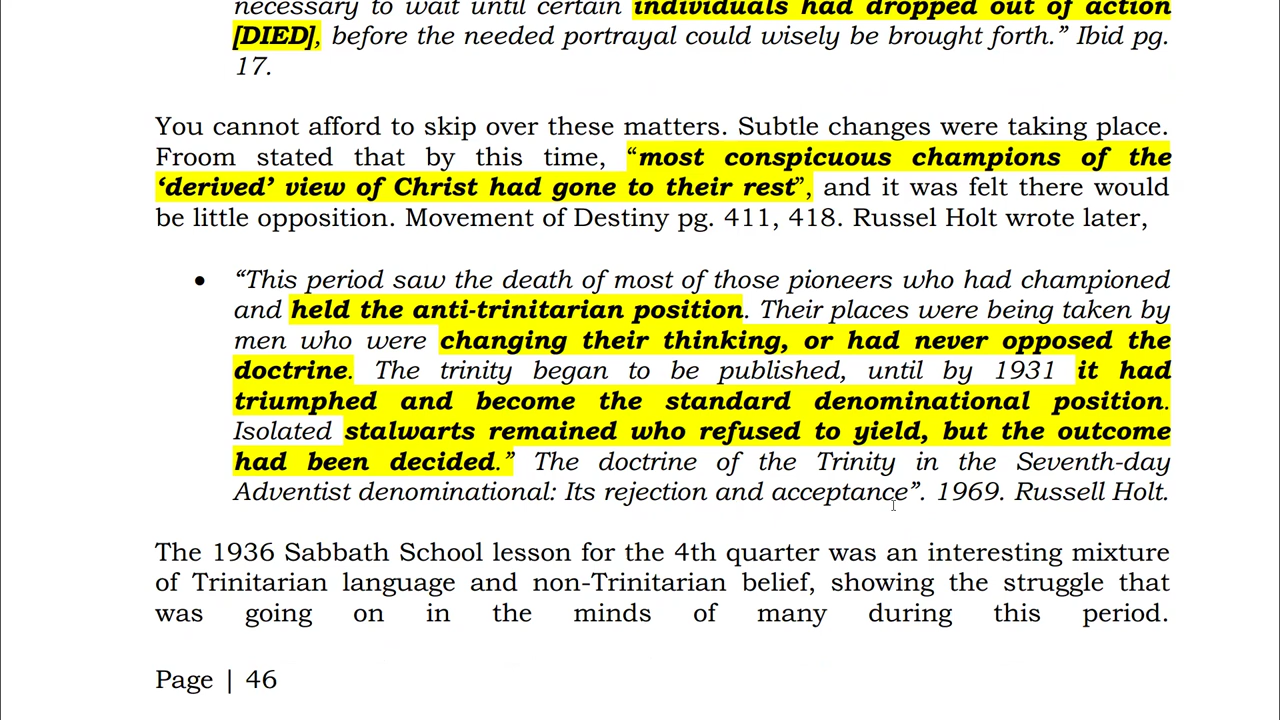 necessary to wait until certain individuals had dropped out of action
[DIED], before the needed portrayal could wisely be brought forth.” Ibid pg.
17.
You cannot afford to skip over these matters. Subtle changes were taking place.
Froom stated that by this time, “most conspicuous champions of the
‘derived’ view of Christ had gone to their rest”, and it was felt there would
be little opposition. Movement of Destiny pg. 411, 418. Russel Holt wrote later,
• “This period saw the death of most of those pioneers who had championed
and held the anti-trinitarian position. Their places were being taken by
men who were changing their thinking, or had never opposed the
doctrine. The trinity began to be published, until by 1931 it had
triumphed and become the standard denominational position.
Isolated stalwarts remained who refused to yield, but the outcome
had been decided.” The doctrine of the Trinity in the Seventh-day
Adventist denominational: Its rejection and acceptance”. 1969. Russell Holt.
The 1936 Sabbath School lesson for the 4th quarter was an interesting mixture
of Trinitarian language and non-Trinitarian belief, showing the struggle that
was going on in the minds of many during this period.
Page | 46